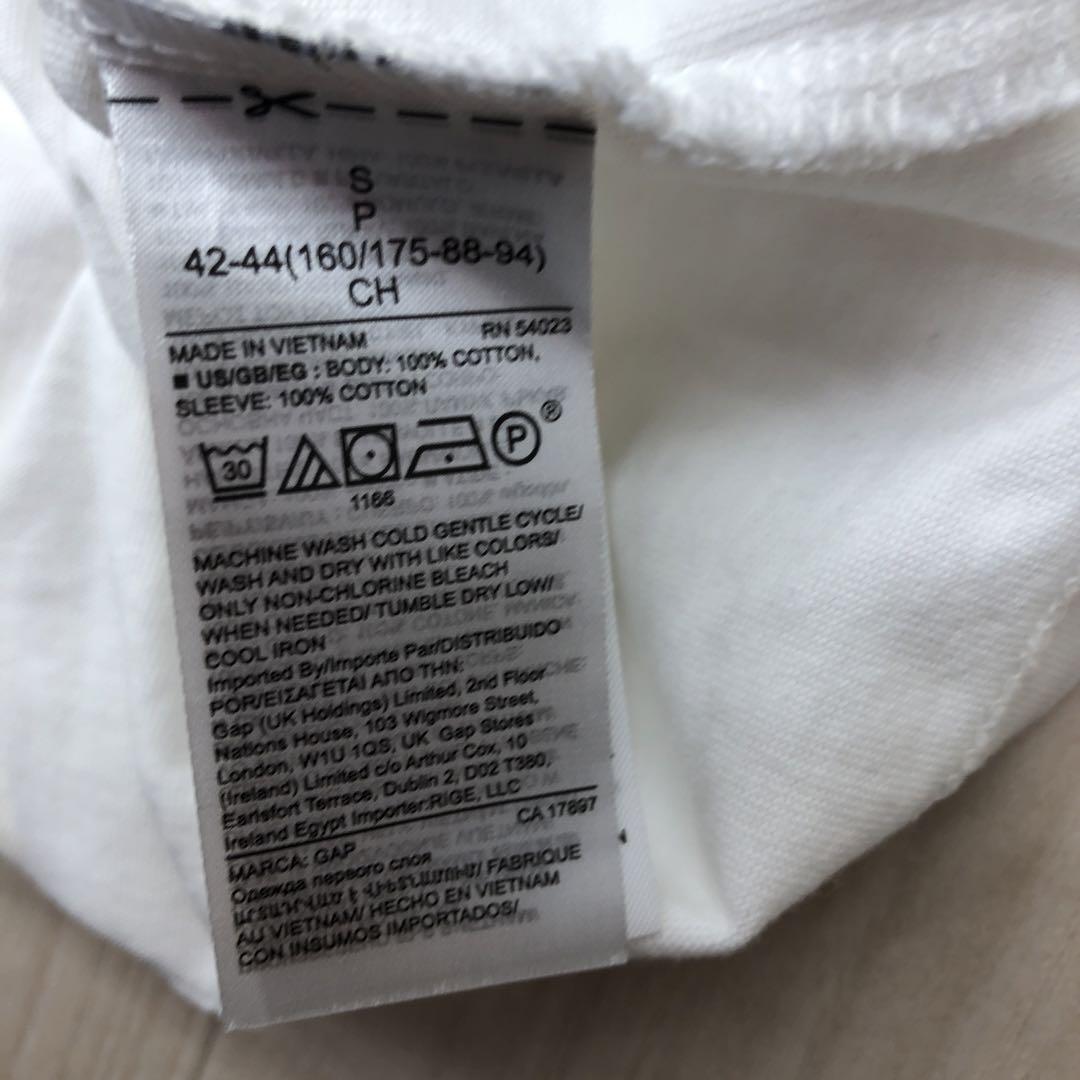 S
P
42-44(160/175-88-94)
CH
MADE IN VIETNAM RN 54023
■ US/GB/EG : BODY: 100% COTTON,
SLEEVE: 100% COTTON
30 P ®
1166
MACHINE WASH COLD GENTLE CYCLE/
WASH AND DRY WITH LIKE COLORS/
ONLY NON-CHLORINE BLEACH
WHEN NEEDED/ TUMBLE DRY LOW/
COOL IRON
Imported By/Importe Par/DISTRIBUIDO
POR/ΕΙΣΑΓΕΤΑΙ ΑΠΟ ΤΗΝ:
Gap (UK Holdings) Limited, 2nd Floor
Nations House, 103 Wigmore Street,
London, W1U 1QS, UK Gap Stores
(Ireland) Limited c/o Arthur Cox, 10
Earlsfort Terrace, Dublin 2, D02 T380,
Ireland Egypt Importer:RIGE, LLC
CA 17897
MARCA: GAP
Одежда первого слоя
ԱՐՏԱԴՐՎԱԾ Է ՎԻԵՏՆԱՄՈՒՄ/ FABRIQUE
AU VIETNAM/ HECHO EN VIETNAM
CON INSUMOS IMPORTADOS/